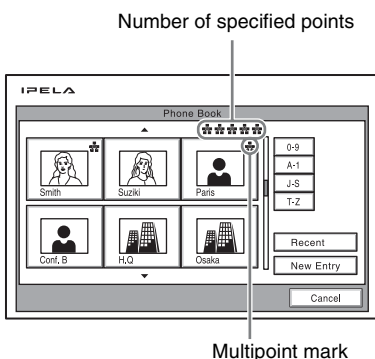 Number of specified points
IPELA
Phone Book
Smith
Suziki
Paris
0-9
A-1
J-S
T-Z
Conf. B
H.Q
Osaka
Recent
New Entry
Cancel
Multipoint mark